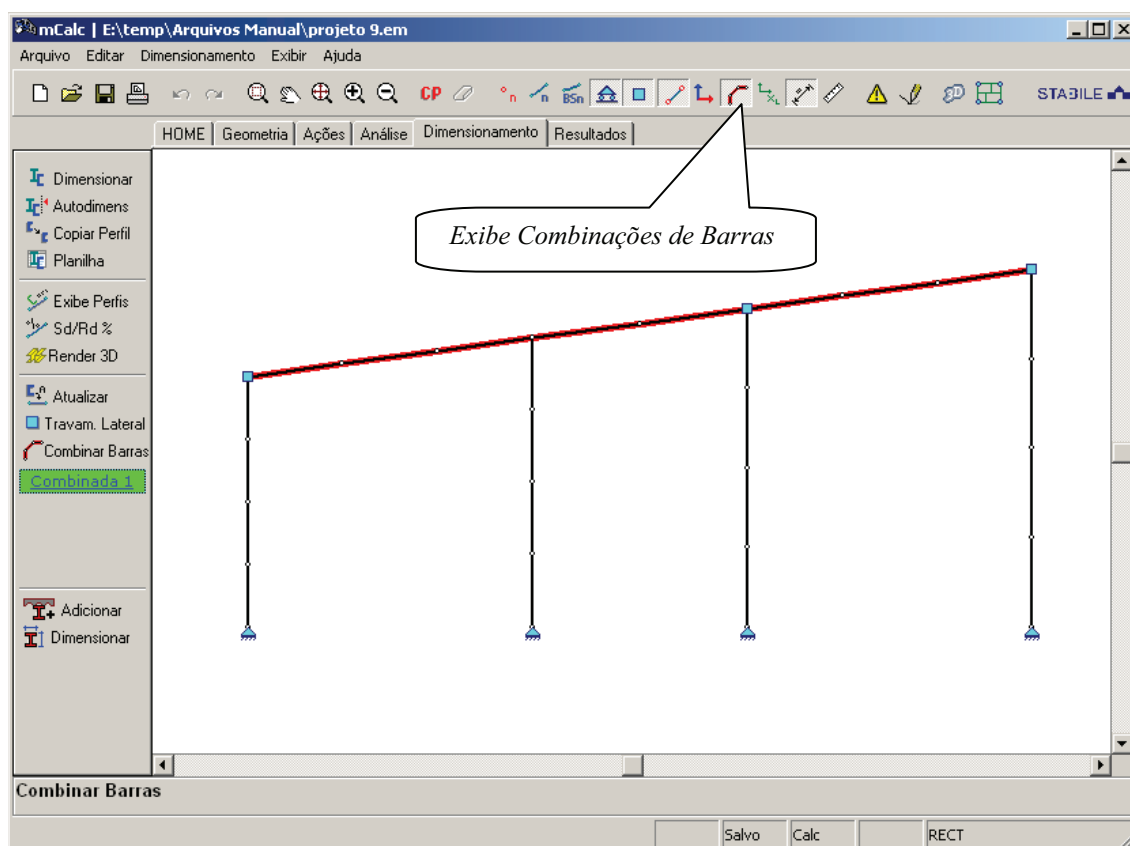 mCalc | E:\temp\Arquivos Manual\projeto 9.em
Arquivo Editar Dimensionamento Exibir Ajuda
CP n n BSn STABILE
HOME Geometria Ações Análise Dimensionamento Resultados
Dimensionar
Autodimens
Copiar Perfil
Planilha
Exibe Perfis
Sd/Rd %
Render 3D
Atualizar
Travam. Lateral
Combinar Barras
Combinada 1
Adicionar
Dimensionar
Exibe Combinações de Barras
Combinar Barras
Salvo Calc RECT